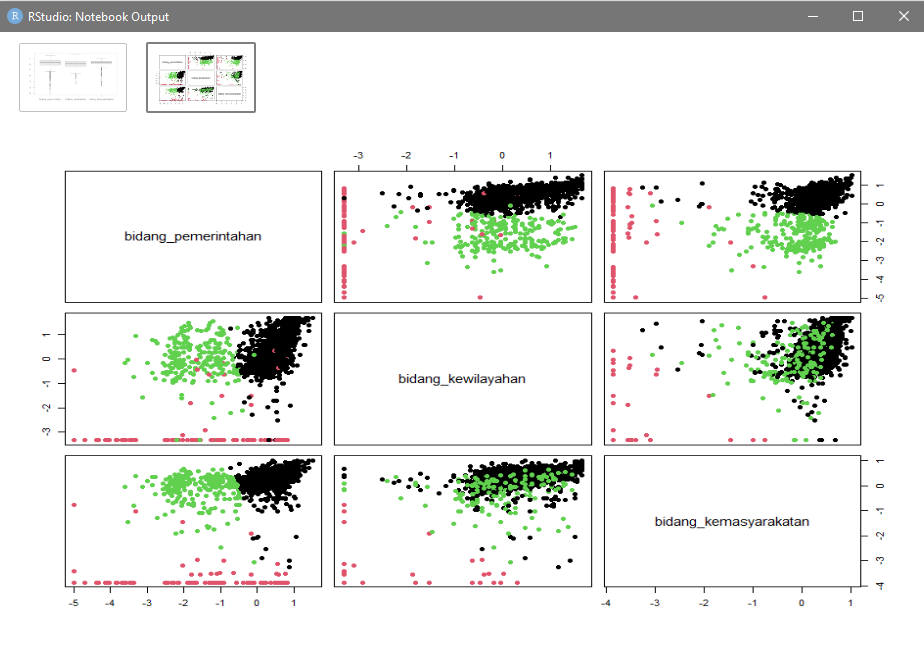 R RStudio: Notebook Output
-3 -2 -1 0 1
bidang_pemerintahan
1
0
-1
-2
-3
-4
-5
1
0
-1
-2
-3
bidang_kewilayahan
bidang_kemasyarakatan
1
0
-1
-2
-3
-4
-5 -4 -3 -2 -1 0 1
-4 -3 -2 -1 0 1